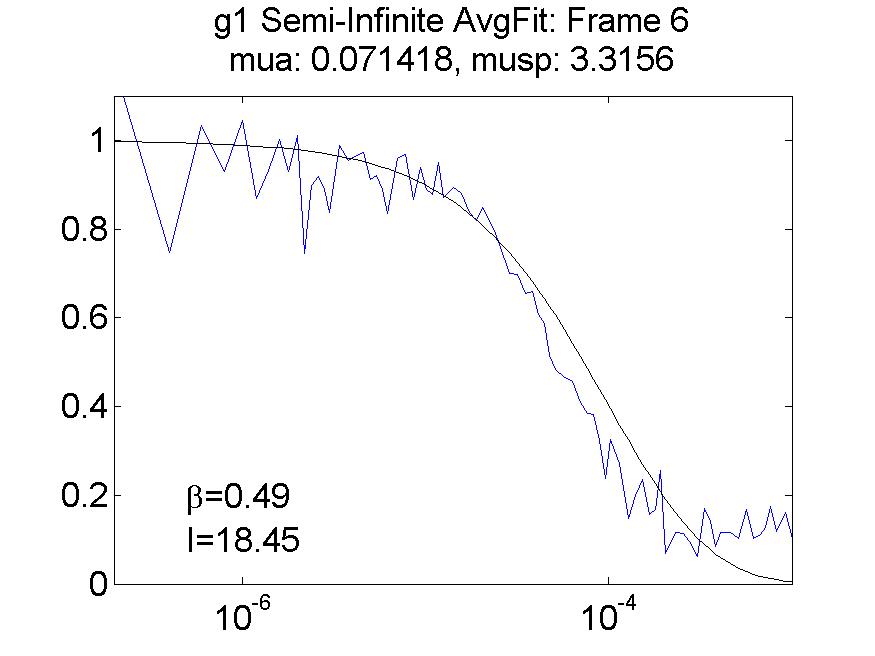 g1 Semi-Infinite AvgFit: Frame 6
mua: 0.071418, musp: 3.3156
1
0.8
0.6
0.4
0.2
0
β=0.49
I=18.45
10^-6
10^-4